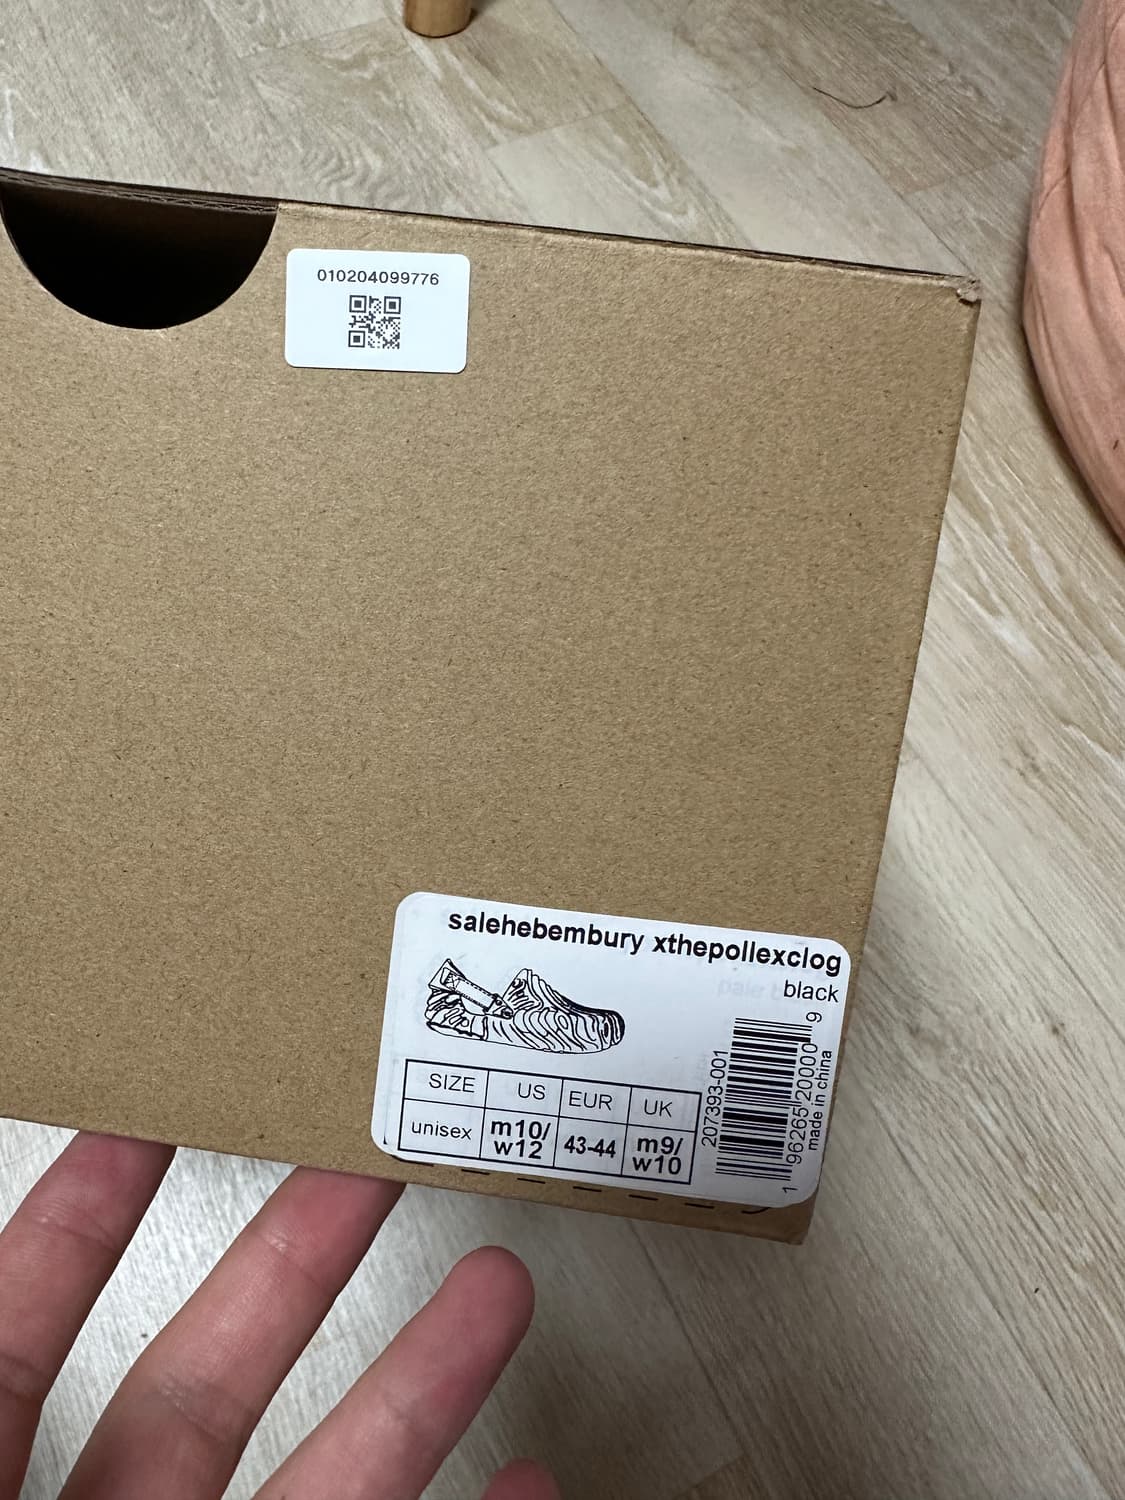 010204099776
salehebembury xthepollexclog
black
SIZE US EUR UK
unisex m10/ w12 43-44 m9/ w10
207393-001
1 96265 20000 9
made in china